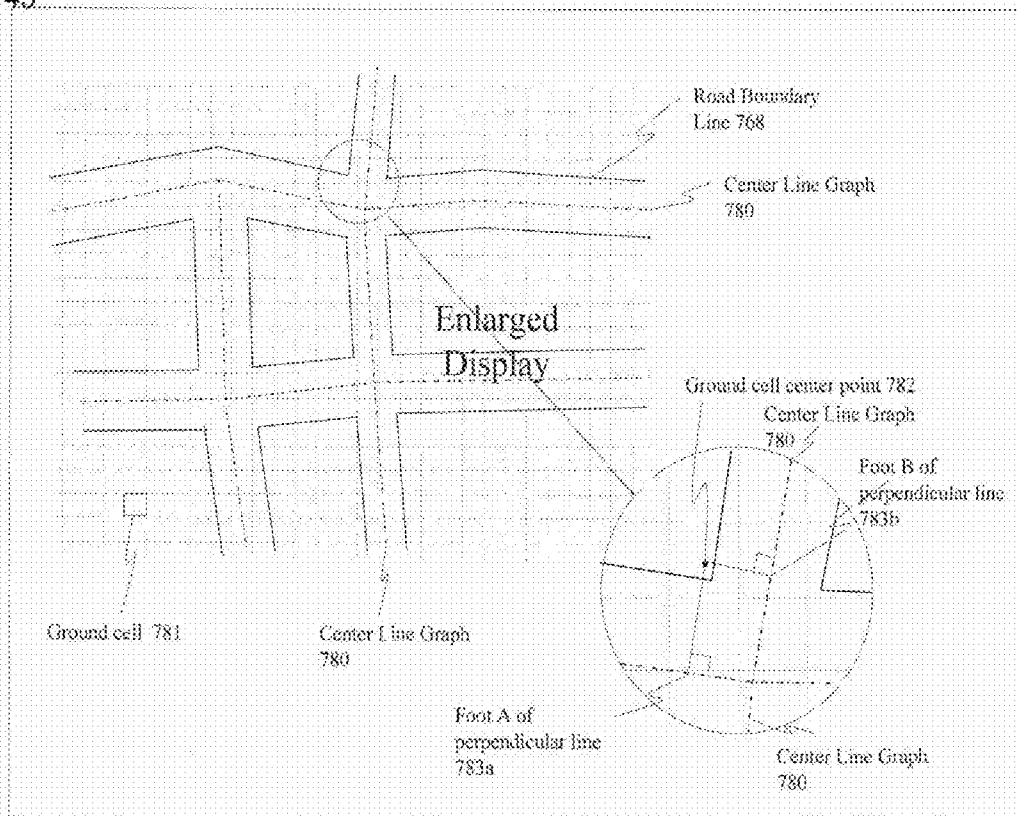 45
Road Boundary
Line 768
Center Line Graph
780
Enlarged
Display
Ground cell center point 782
Center Line Graph
780
Foot B of
perpendicular line
783b
Ground cell 781
Center Line Graph
780
Foot A of
perpendicular line
783a
Center Line Graph
780